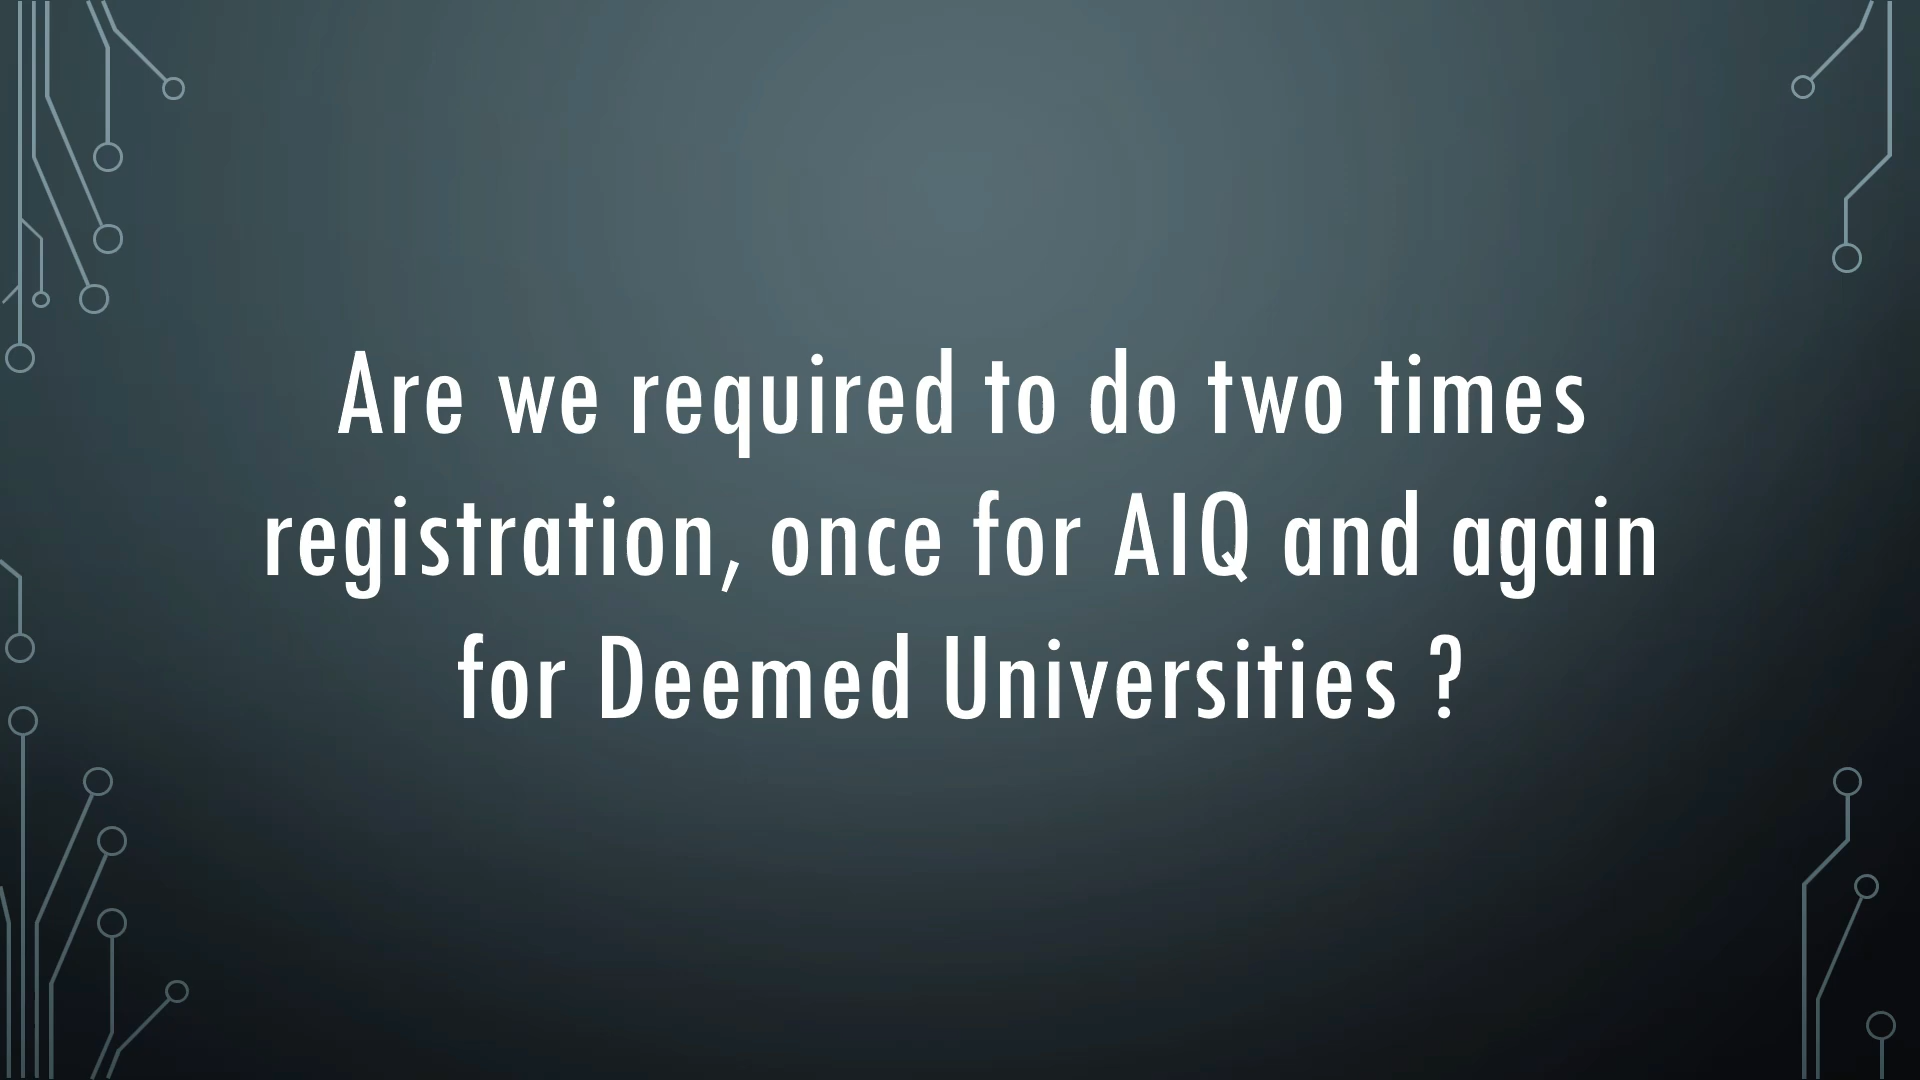 Are we required to do two times
registration, once for AIQ and again
for Deemed Universities ?